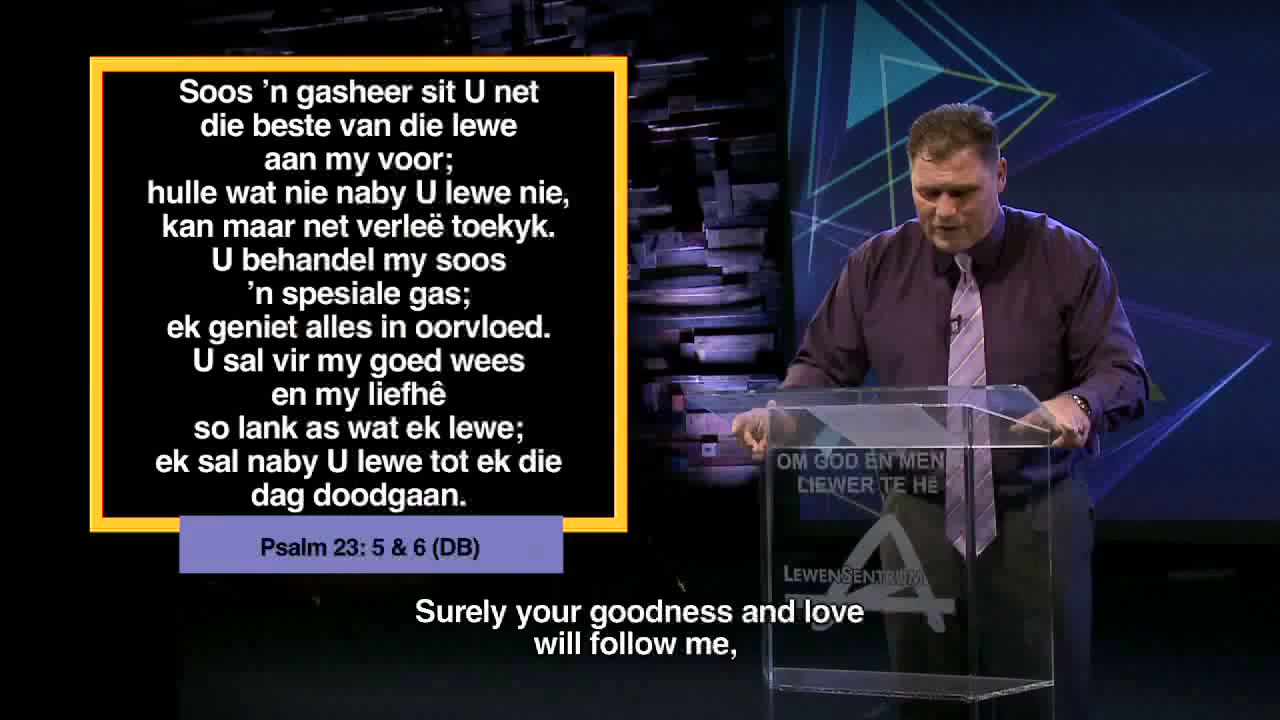 Soos ’n gasheer sit U net
die beste van die lewe
aan my voor;
hulle wat nie naby U lewe nie,
kan maar net verleë toekyk.
U behandel my soos
’n spesiale gas;
ek geniet alles in oorvloed.
U sal vir my goed wees
en my liefhê
so lank as wat ek lewe;
ek sal naby U lewe tot ek die
dag doodgaan.
Psalm 23: 5 & 6 (DB)
OM GOD EN MENS
LIEWER TE HÊ
LEWENSENTRUM
Surely your goodness and love
will follow me,